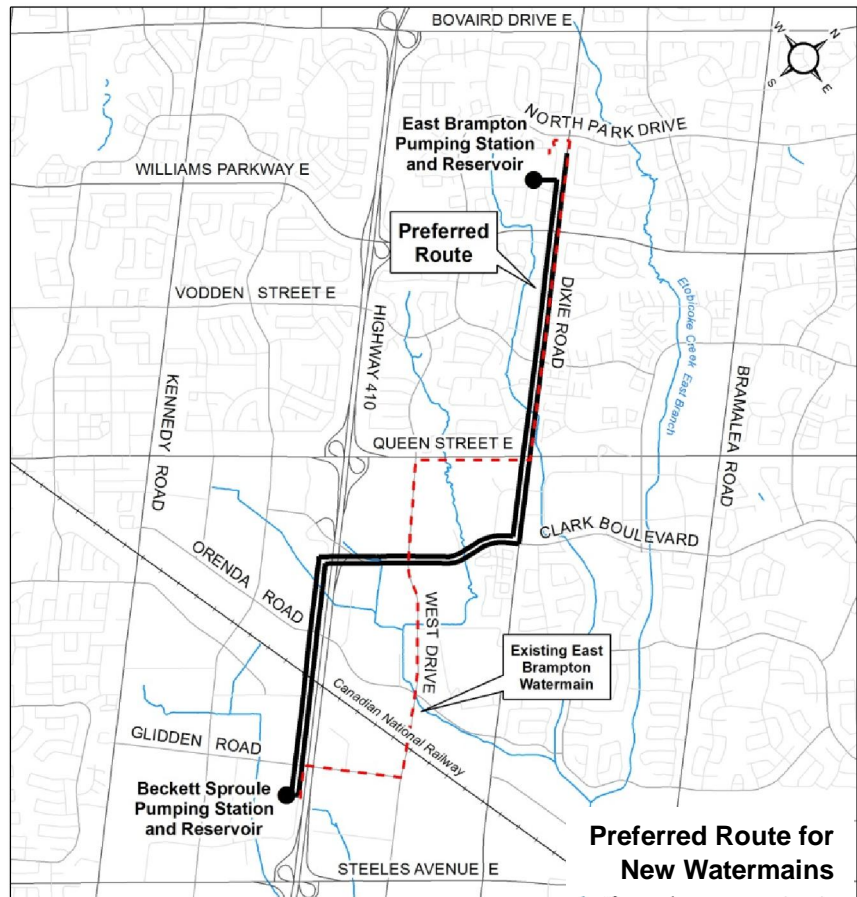 BOVAIRD DRIVE E
N
W
E
S
NORTH PARK DRIVE
East Brampton
Pumping Station
and Reservoir
WILLIAMS PARKWAY E
Preferred
Route
VODDEN STREET E
HIGHWAY 410
DIXIE ROAD
Etobicoke Creek East Branch
KENNEDY ROAD
BRAMALEA ROAD
QUEEN STREET E
CLARK BOULEVARD
ORENDA ROAD
WEST DRIVE
Existing East
Brampton
Watermain
Canadian National Railway
GLIDDEN ROAD
Beckett Sproule
Pumping Station
and Reservoir
STEELES AVENUE E
Preferred Route for
New Watermains